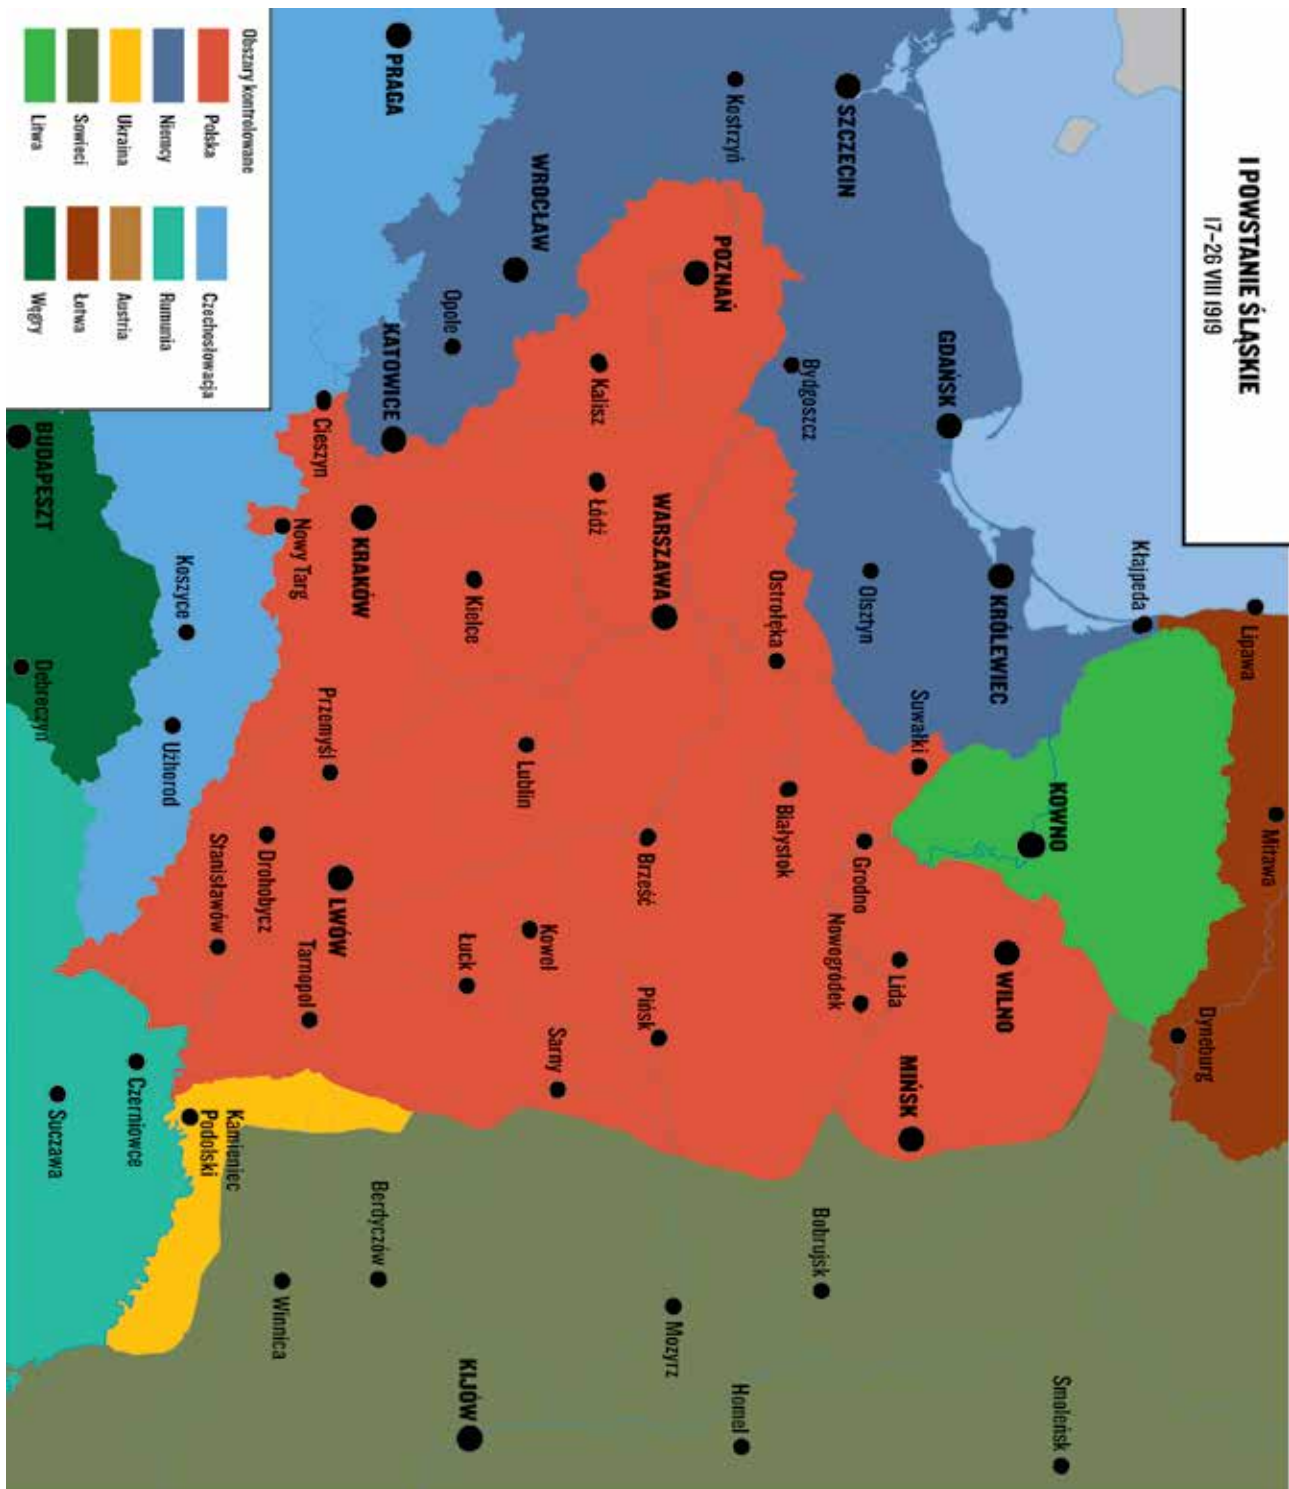 I POWSTANIE ŚLĄSKIE
17–26 VIII 1919
Lipawa
Mitawa
Dyneburg
Kłajpeda
KRÓLEWIEC
KOWNO
WILNO
Smoleńsk
GDAŃSK
Olsztyn
Suwałki
Grodno
Lida
Nowogródek
MIŃSK
SZCZECIN
Bydgoszcz
Ostrołęka
Białystok
Bobrujsk
Kostrzyń
POZNAŃ
WARSZAWA
Brześć
Pińsk
Mozyrz
Homel
Kalisz
Łódź
WROCŁAW
Opole
Kielce
Lublin
Kowel
Łuck
Sarny
KIJÓW
PRAGA
KATOWICE
KRAKÓW
Przemyśl
LWÓW
Tarnopol
Berdyczów
Cieszyn
Nowy Targ
Drohobycz
Stanisławów
Winnica
Kamieniec
Podolski
Koszyce
Użhorod
Czerniowce
Suczawa
BUDAPESZT
Debreczyn
Obszary kontrolowane
Polska
Niemcy
Ukraina
Sowieci
Litwa
Czechosłowacja
Rumunia
Austria
Łotwa
Węgry